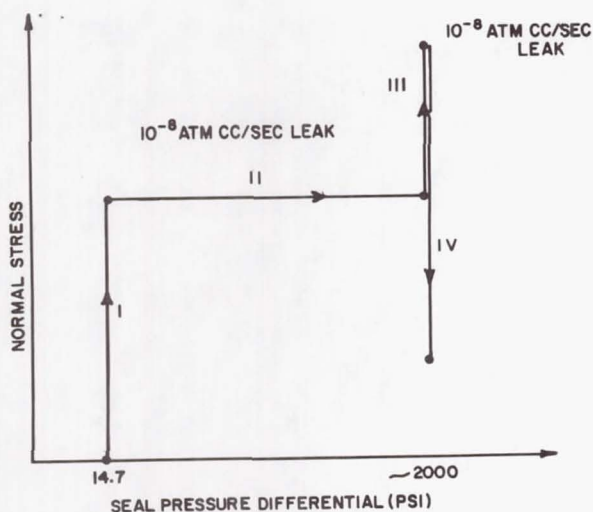 10⁻⁸ ATM CC/SEC
LEAK
III
10⁻⁸ ATM CC/SEC LEAK
II
IV
I
NORMAL STRESS
14.7
~2000
SEAL PRESSURE DIFFERENTIAL (PSI)